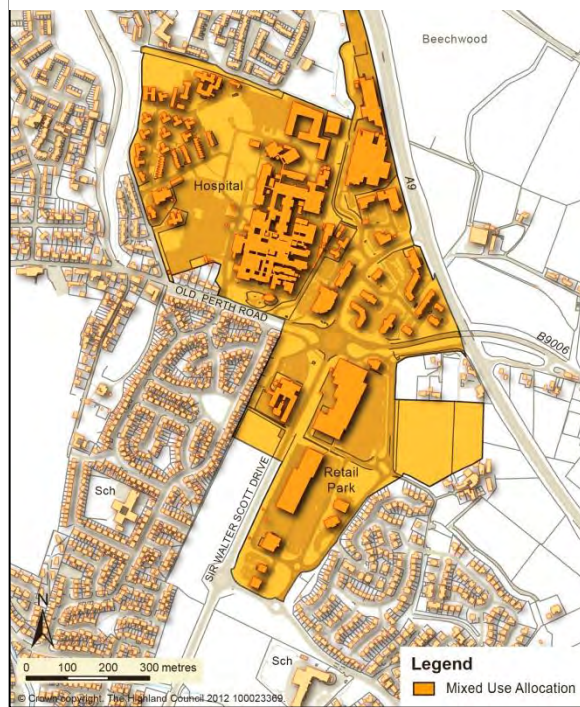 Beechwood
A9
Hospital
OLD PERTH ROAD
B9006
Sch
SIR WALTER SCOTT DRIVE
Retail
Park
N
0 100 200 300 metres
Sch
Legend
Mixed Use Allocation
© Crown copyright. The Highland Council 2012 100023369.